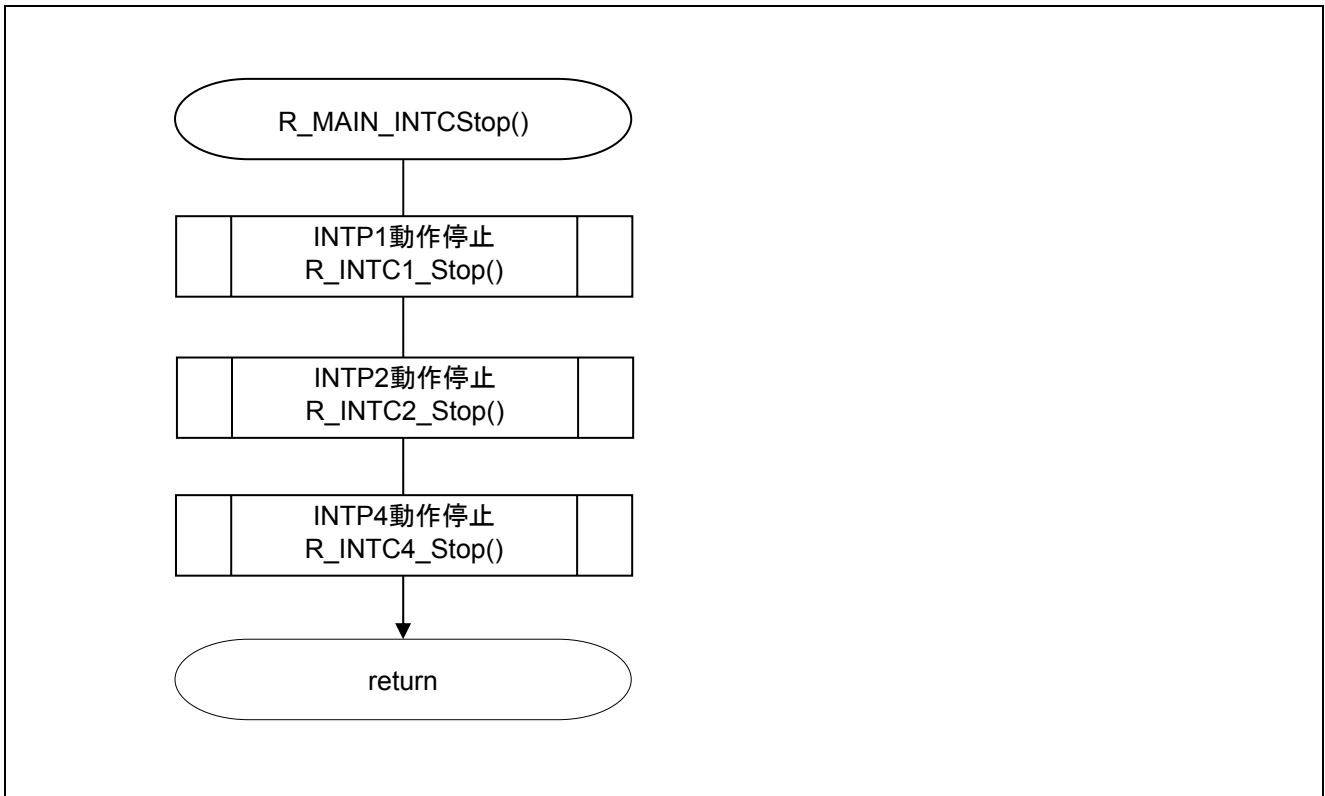 R_MAIN_INTCStop()
INTP1動作停止
R_INTC1_Stop()
INTP2動作停止
R_INTC2_Stop()
INTP4動作停止
R_INTC4_Stop()
return